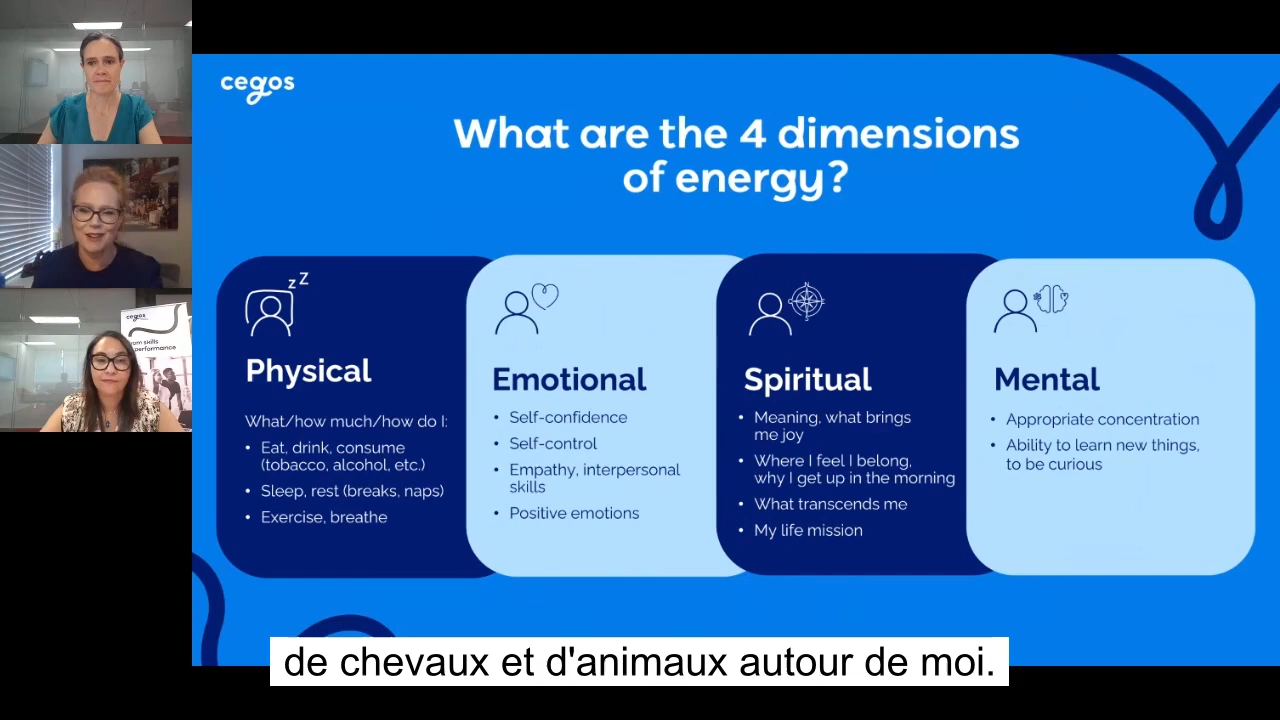 cegos
What are the 4 dimensions
of energy?
z Z
Physical
What/how much/how do I:
• Eat, drink, consume
(tobacco, alcohol, etc.)
• Sleep, rest (breaks, naps)
• Exercise, breathe
Emotional
• Self-confidence
• Self-control
• Empathy, interpersonal
skills
• Positive emotions
Spiritual
• Meaning, what brings
me joy
• Where I feel I belong,
why I get up in the morning
• What transcends me
• My life mission
Mental
• Appropriate concentration
• Ability to learn new things,
to be curious
cegos
skills
performance
de chevaux et d'animaux autour de moi.